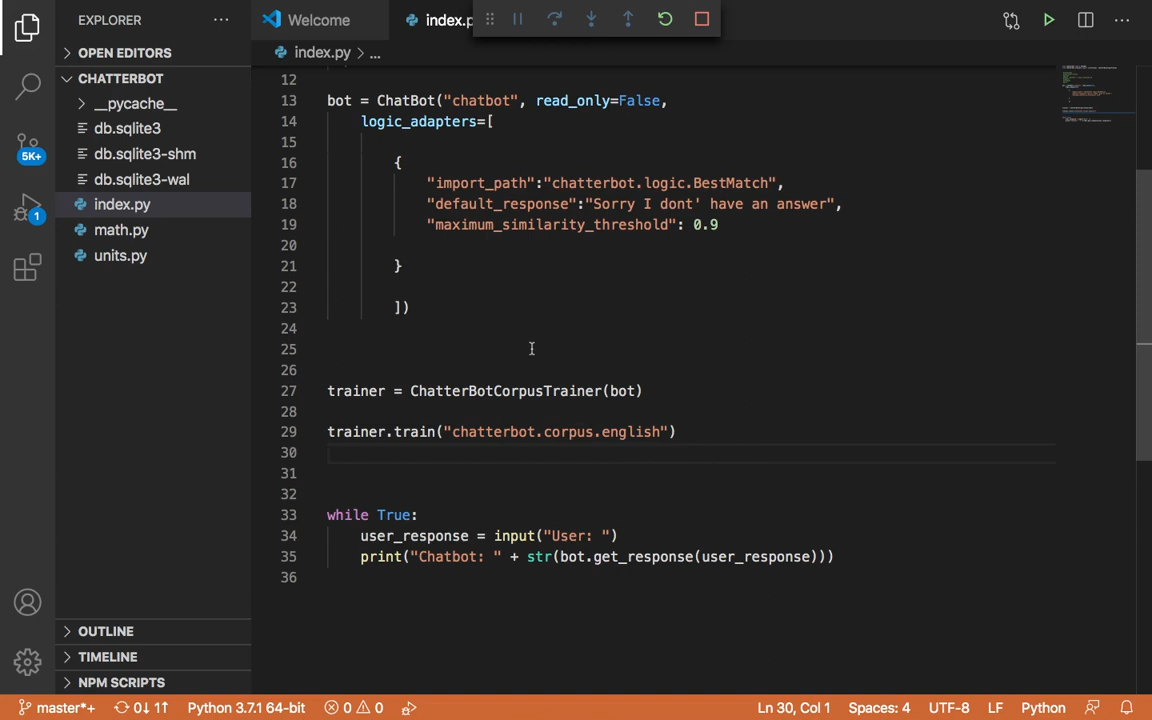 EXPLORER
Welcome
index.p
OPEN EDITORS
index.py > ...
CHATTERBOT
__pycache__
db.sqlite3
db.sqlite3-shm
5K+
db.sqlite3-wal
index.py
1
math.py
units.py
12
13 bot = ChatBot("chatbot", read_only=False,
14 logic_adapters=[
15
16 {
17 "import_path":"chatterbot.logic.BestMatch",
18 "default_response":"Sorry I dont' have an answer",
19 "maximum_similarity_threshold": 0.9
20
21 }
22
23 ])
24
25
26
27 trainer = ChatterBotCorpusTrainer(bot)
28
29 trainer.train("chatterbot.corpus.english")
30
31
32
33 while True:
34 user_response = input("User: ")
35 print("Chatbot: " + str(bot.get_response(user_response)))
36
OUTLINE
TIMELINE
NPM SCRIPTS
master*+ 0↓ 1↑ Python 3.7.1 64-bit 0 0 Ln 30, Col 1 Spaces: 4 UTF-8 LF Python